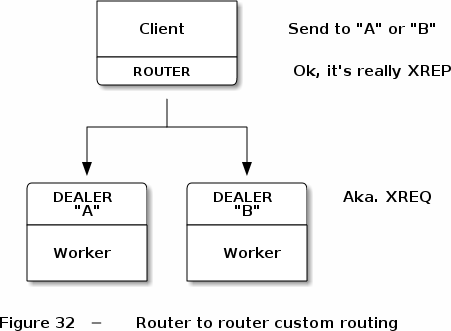 Client
Send to "A" or "B"
ROUTER
Ok, it's really XREP
DEALER
"A"
DEALER
"B"
Aka. XREQ
Worker
Worker
Figure 32 – Router to router custom routing